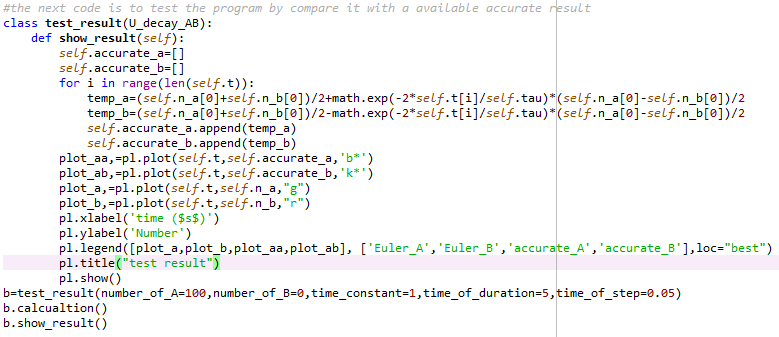 #the next code is to test the program by compare it with a available accurate result
class test_result(U_decay_AB):
    def show_result(self):
        self.accurate_a=[]
        self.accurate_b=[]
        for i in range(len(self.t)):
            temp_a=(self.n_a[0]+self.n_b[0])/2+math.exp(-2*self.t[i]/self.tau)*(self.n_a[0]-self.n_b[0])/2
            temp_b=(self.n_a[0]+self.n_b[0])/2-math.exp(-2*self.t[i]/self.tau)*(self.n_a[0]-self.n_b[0])/2
            self.accurate_a.append(temp_a)
            self.accurate_b.append(temp_b)
        plot_aa,=pl.plot(self.t,self.accurate_a,'b*')
        plot_ab,=pl.plot(self.t,self.accurate_b,'k*')
        plot_a,=pl.plot(self.t,self.n_a,"g")
        plot_b,=pl.plot(self.t,self.n_b,"r")
        pl.xlabel('time ($s$)')
        pl.ylabel('Number')
        pl.legend([plot_a,plot_b,plot_aa,plot_ab], ['Euler_A','Euler_B','accurate_A','accurate_B'],loc="best")
        pl.title("test result")
        pl.show()
b=test_result(number_of_A=100,number_of_B=0,time_constant=1,time_of_duration=5,time_of_step=0.05)
b.calcualtion()
b.show_result()